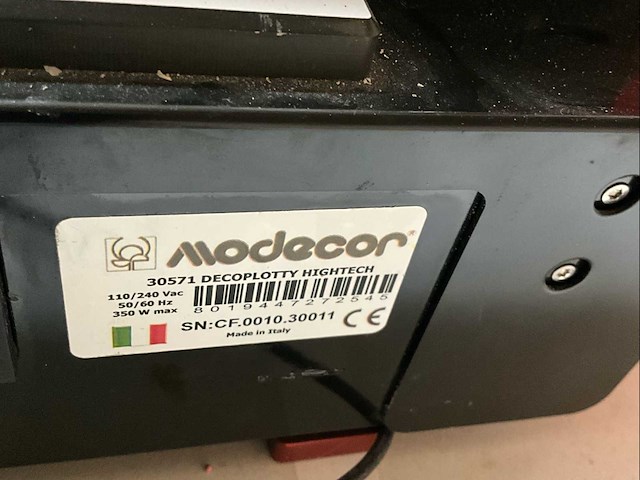 modecor
30571 DECOPLOTTY HIGHTECH
110/240 Vac
50/60 Hz
350 W max
8019447272545
SN:CF.0010.30011
CE
Made in Italy